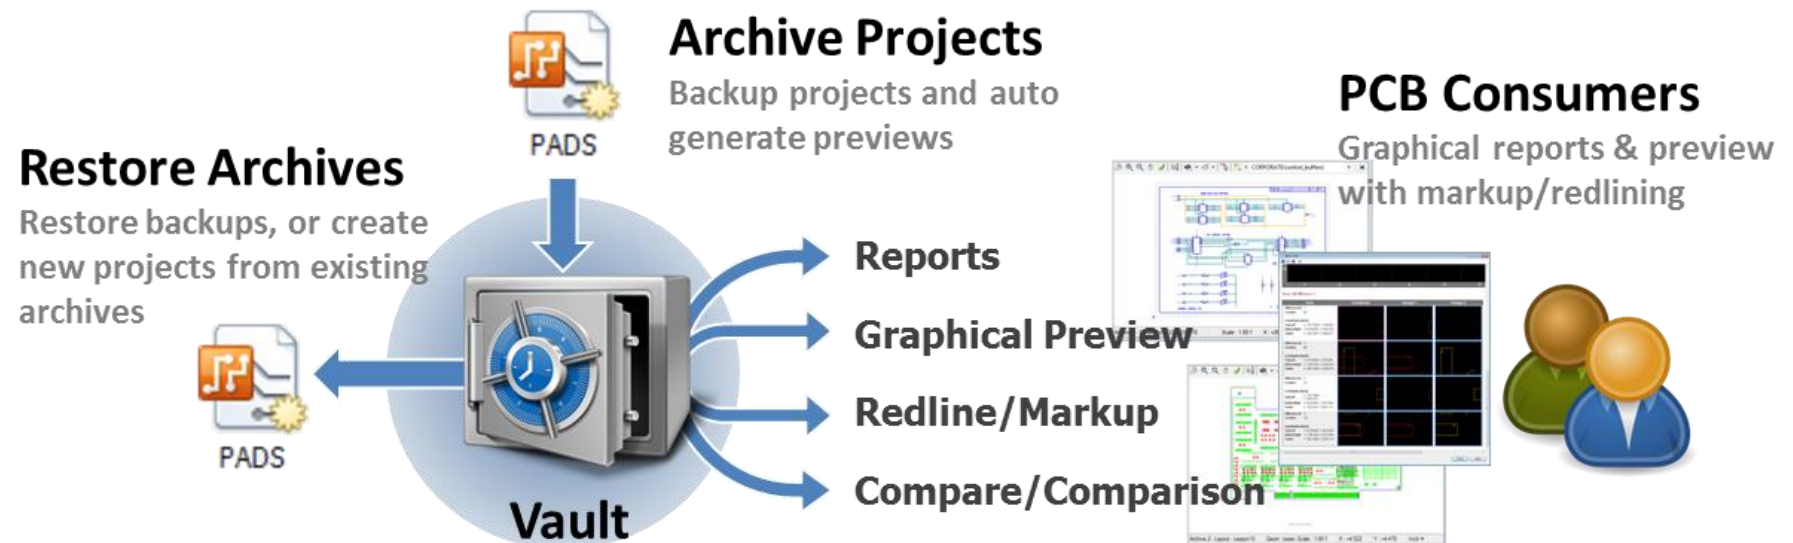 Archive Projects
Backup projects and auto
generate previews
PADS
PCB Consumers
Graphical reports & preview
with markup/redlining
Restore Archives
Restore backups, or create
new projects from existing
archives
PADS
Vault
Reports
Graphical Preview
Redline/Markup
Compare/Comparison